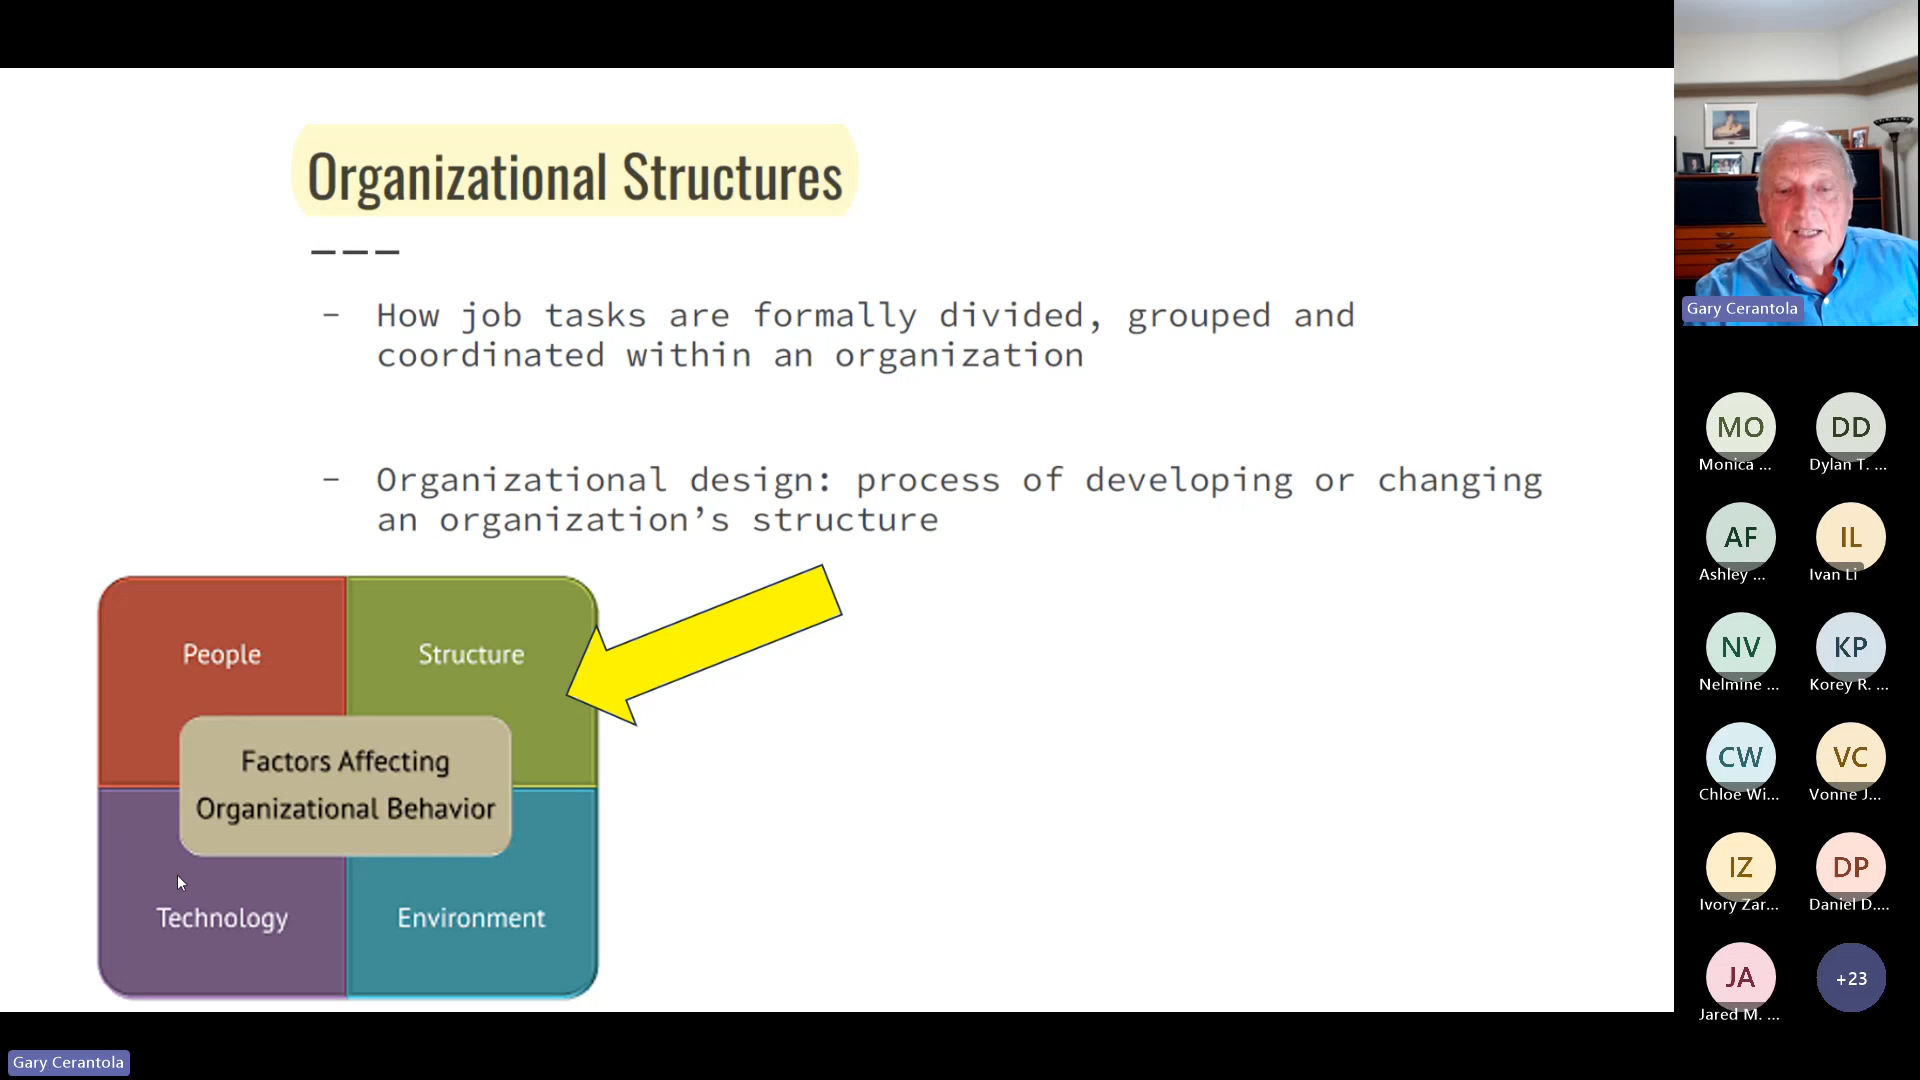 Organizational Structures
– How job tasks are formally divided, grouped and
coordinated within an organization
– Organizational design: process of developing or changing
an organization’s structure
People
Structure
Factors Affecting
Organizational Behavior
Technology
Environment
Gary Cerantola
MO
Monica ...
DD
Dylan T. ...
AF
Ashley ...
IL
Ivan Li
NV
Nelmine ...
KP
Korey R. ...
CW
Chloe Wi...
VC
Vonne J...
IZ
Ivory Zar...
DP
Daniel D....
JA
Jared M. ...
+23
Gary Cerantola